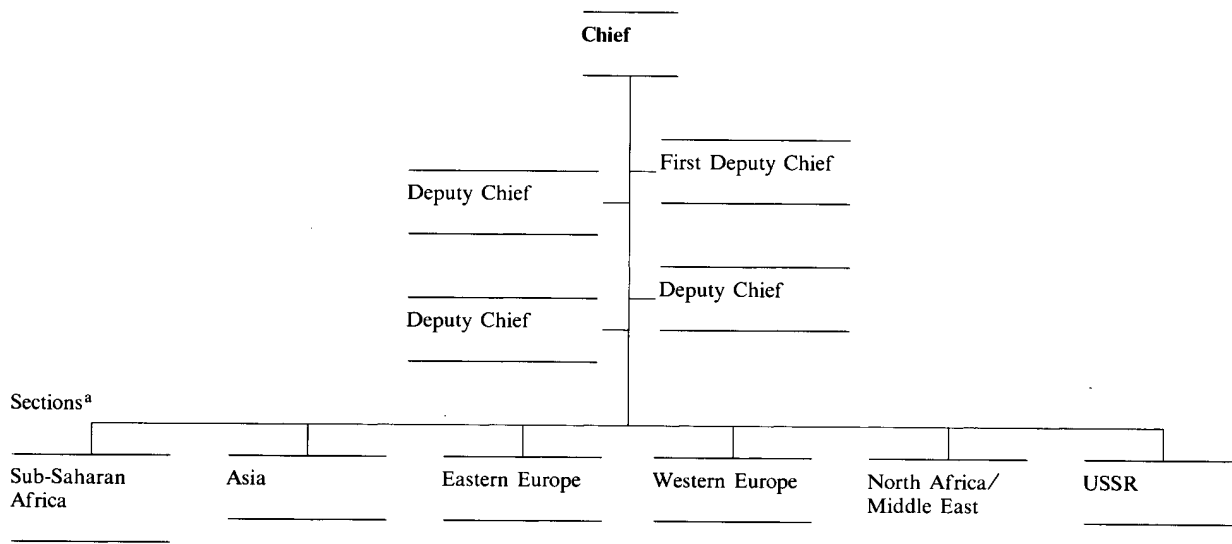 Chief
First Deputy Chief
Deputy Chief
Deputy Chief
Deputy Chief
Sectionsᵃ
Sub-Saharan
Africa
Asia
Eastern Europe
Western Europe
North Africa/
Middle East
USSR